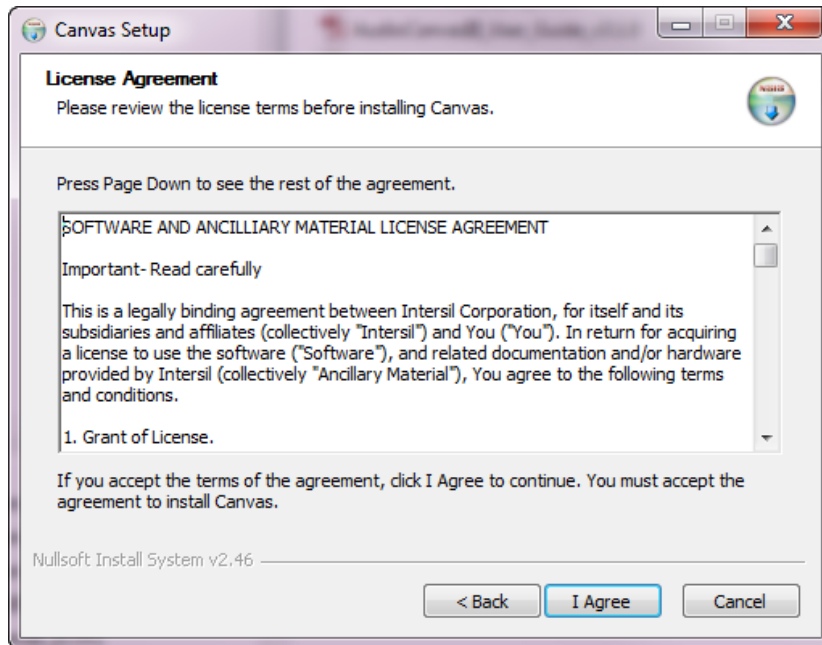 Canvas Setup
License Agreement
Please review the license terms before installing Canvas.
Press Page Down to see the rest of the agreement.
SOFTWARE AND ANCILLIARY MATERIAL LICENSE AGREEMENT
Important- Read carefully
This is a legally binding agreement between Intersil Corporation, for itself and its
subsidiaries and affiliates (collectively "Intersil") and You ("You"). In return for acquiring
a license to use the software ("Software"), and related documentation and/or hardware
provided by Intersil (collectively "Ancillary Material"), You agree to the following terms
and conditions.
1. Grant of License.
If you accept the terms of the agreement, click I Agree to continue. You must accept the
agreement to install Canvas.
Nullsoft Install System v2.46
< Back
I Agree
Cancel